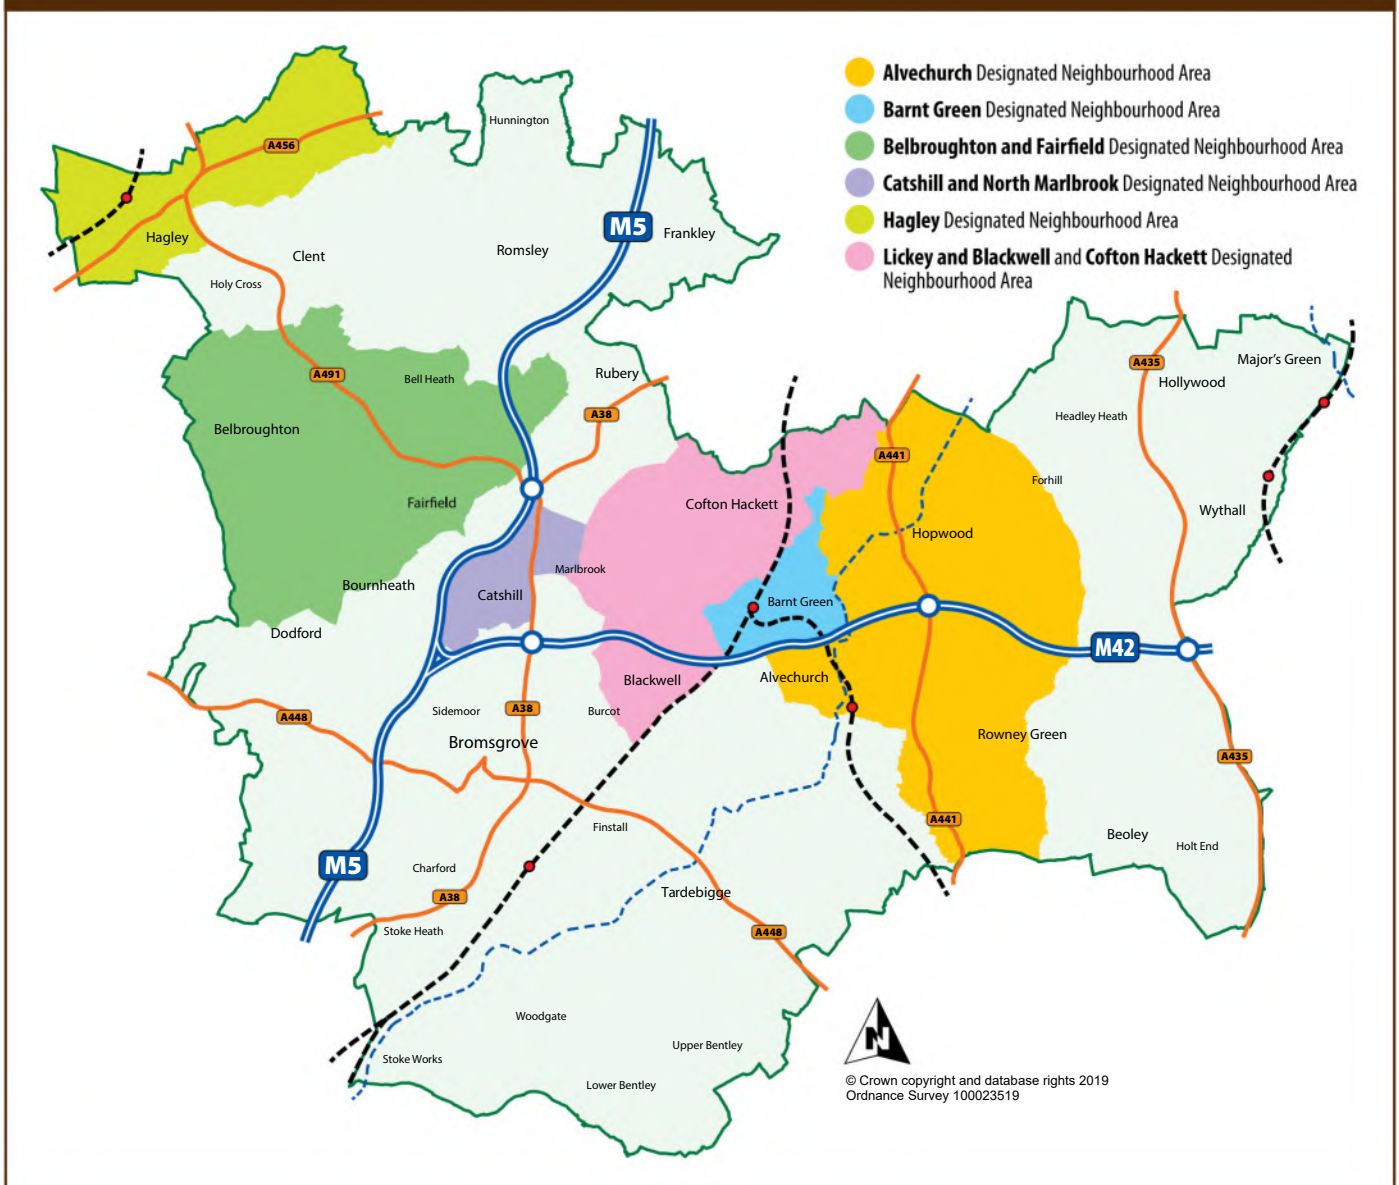 Alvechurch Designated Neighbourhood Area
Barnt Green Designated Neighbourhood Area
Belbroughton and Fairfield Designated Neighbourhood Area
Catshill and North Marlbrook Designated Neighbourhood Area
Hagley Designated Neighbourhood Area
Lickey and Blackwell and Cofton Hackett Designated
Neighbourhood Area
Hunnington
A456
M5
Frankley
Hagley
Clent
Romsley
Holy Cross
A435
Major's Green
Hollywood
A491
Bell Heath
Rubery
A38
Headley Heath
Belbroughton
A441
Forhill
Fairfield
Cofton Hackett
Wythall
Hopwood
Marlbrook
Bournheath
Catshill
Barnt Green
Dodford
M42
Blackwell
Alvechurch
A448
Sidemoor
A38
Burcot
Rowney Green
Bromsgrove
A435
A441
Finstall
Beoley
Holt End
M5
Charford
A38
Tardebigge
Stoke Heath
A448
Woodgate
N
Upper Bentley
Stoke Works
Lower Bentley
© Crown copyright and database rights 2019
Ordnance Survey 100023519